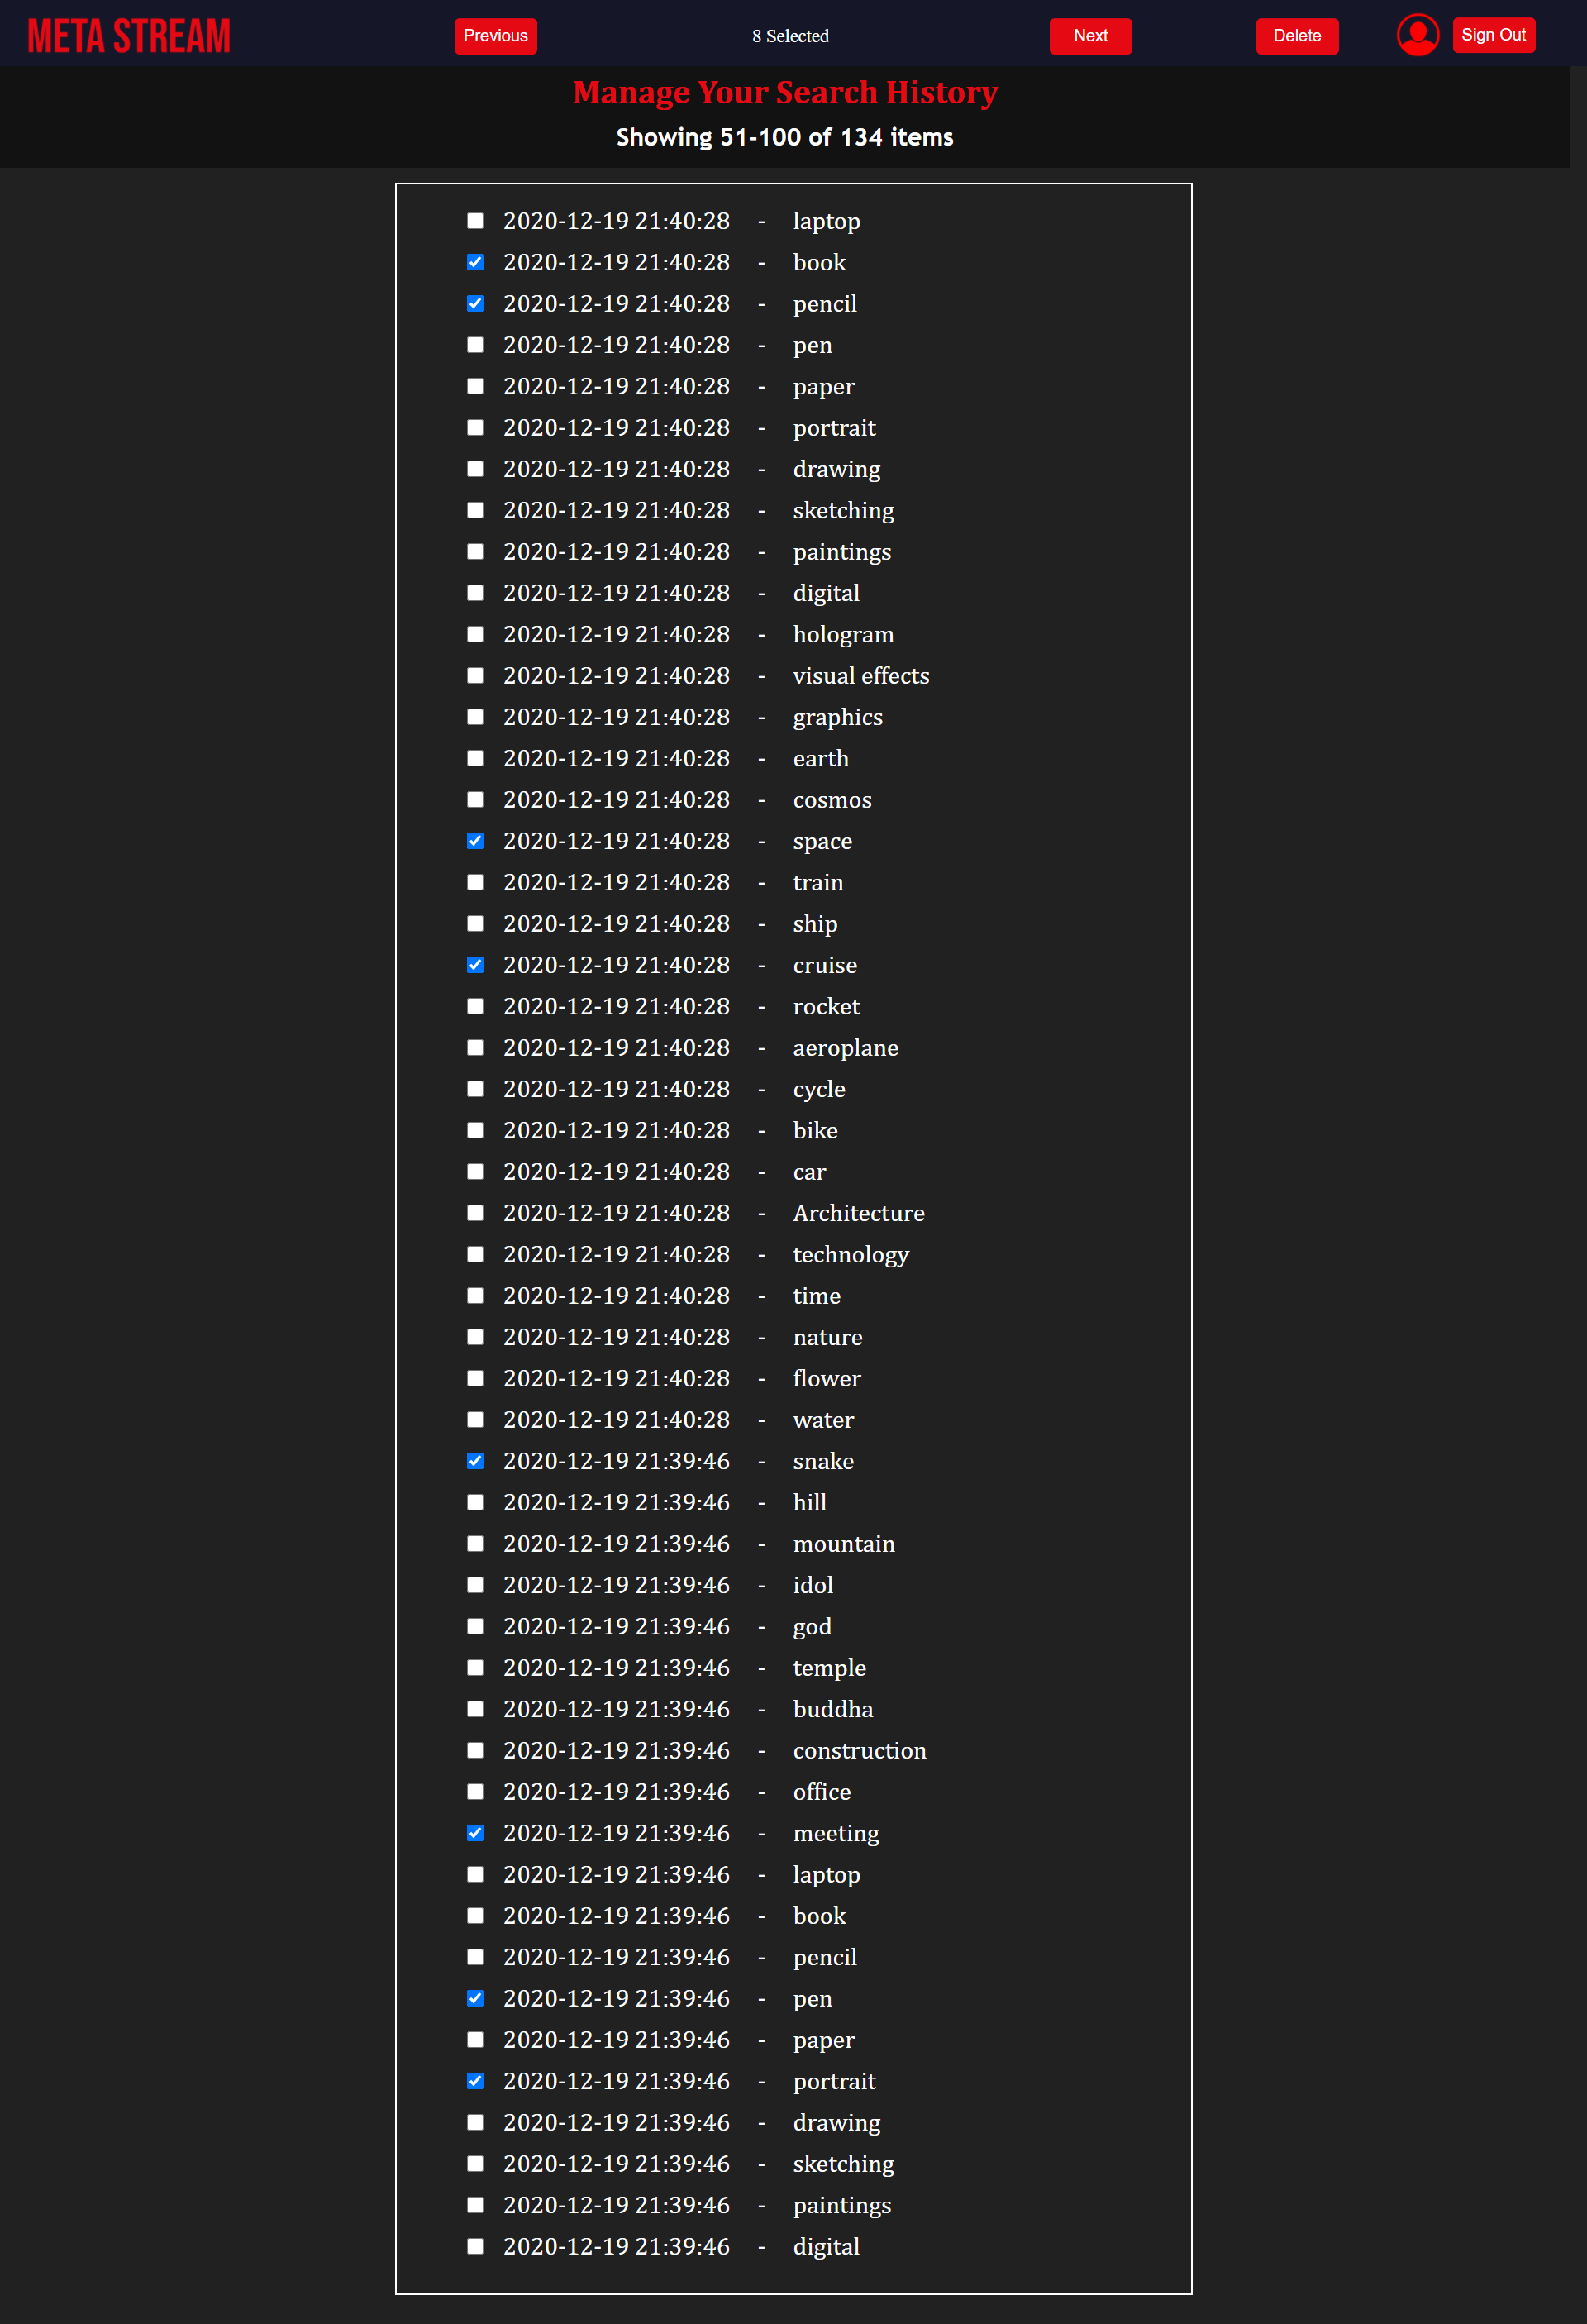 META STREAM Previous 8 Selected Next Delete Sign Out
Manage Your Search History
Showing 51-100 of 134 items
2020-12-19 21:40:28 - laptop
2020-12-19 21:40:28 - book
2020-12-19 21:40:28 - pencil
2020-12-19 21:40:28 - pen
2020-12-19 21:40:28 - paper
2020-12-19 21:40:28 - portrait
2020-12-19 21:40:28 - drawing
2020-12-19 21:40:28 - sketching
2020-12-19 21:40:28 - paintings
2020-12-19 21:40:28 - digital
2020-12-19 21:40:28 - hologram
2020-12-19 21:40:28 - visual effects
2020-12-19 21:40:28 - graphics
2020-12-19 21:40:28 - earth
2020-12-19 21:40:28 - cosmos
2020-12-19 21:40:28 - space
2020-12-19 21:40:28 - train
2020-12-19 21:40:28 - ship
2020-12-19 21:40:28 - cruise
2020-12-19 21:40:28 - rocket
2020-12-19 21:40:28 - aeroplane
2020-12-19 21:40:28 - cycle
2020-12-19 21:40:28 - bike
2020-12-19 21:40:28 - car
2020-12-19 21:40:28 - Architecture
2020-12-19 21:40:28 - technology
2020-12-19 21:40:28 - time
2020-12-19 21:40:28 - nature
2020-12-19 21:40:28 - flower
2020-12-19 21:40:28 - water
2020-12-19 21:39:46 - snake
2020-12-19 21:39:46 - hill
2020-12-19 21:39:46 - mountain
2020-12-19 21:39:46 - idol
2020-12-19 21:39:46 - god
2020-12-19 21:39:46 - temple
2020-12-19 21:39:46 - buddha
2020-12-19 21:39:46 - construction
2020-12-19 21:39:46 - office
2020-12-19 21:39:46 - meeting
2020-12-19 21:39:46 - laptop
2020-12-19 21:39:46 - book
2020-12-19 21:39:46 - pencil
2020-12-19 21:39:46 - pen
2020-12-19 21:39:46 - paper
2020-12-19 21:39:46 - portrait
2020-12-19 21:39:46 - drawing
2020-12-19 21:39:46 - sketching
2020-12-19 21:39:46 - paintings
2020-12-19 21:39:46 - digital